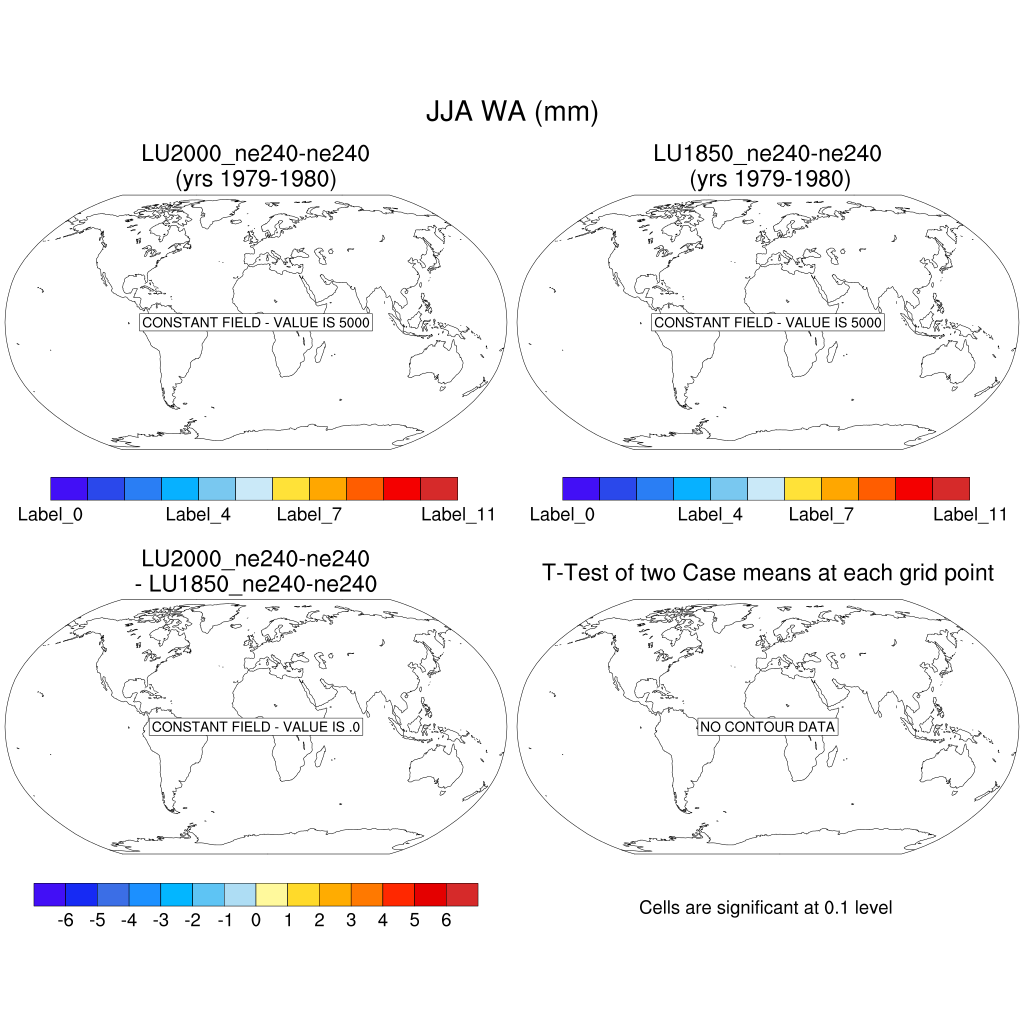 JJA WA (mm)
LU2000_ne240-ne240
(yrs 1979-1980)
LU1850_ne240-ne240
(yrs 1979-1980)
CONSTANT FIELD - VALUE IS 5000
CONSTANT FIELD - VALUE IS 5000
Label_0 Label_4 Label_7 Label_11
Label_0 Label_4 Label_7 Label_11
LU2000_ne240-ne240
- LU1850_ne240-ne240
T-Test of two Case means at each grid point
CONSTANT FIELD - VALUE IS .0
NO CONTOUR DATA
-6 -5 -4 -3 -2 -1 0 1 2 3 4 5 6
Cells are significant at 0.1 level